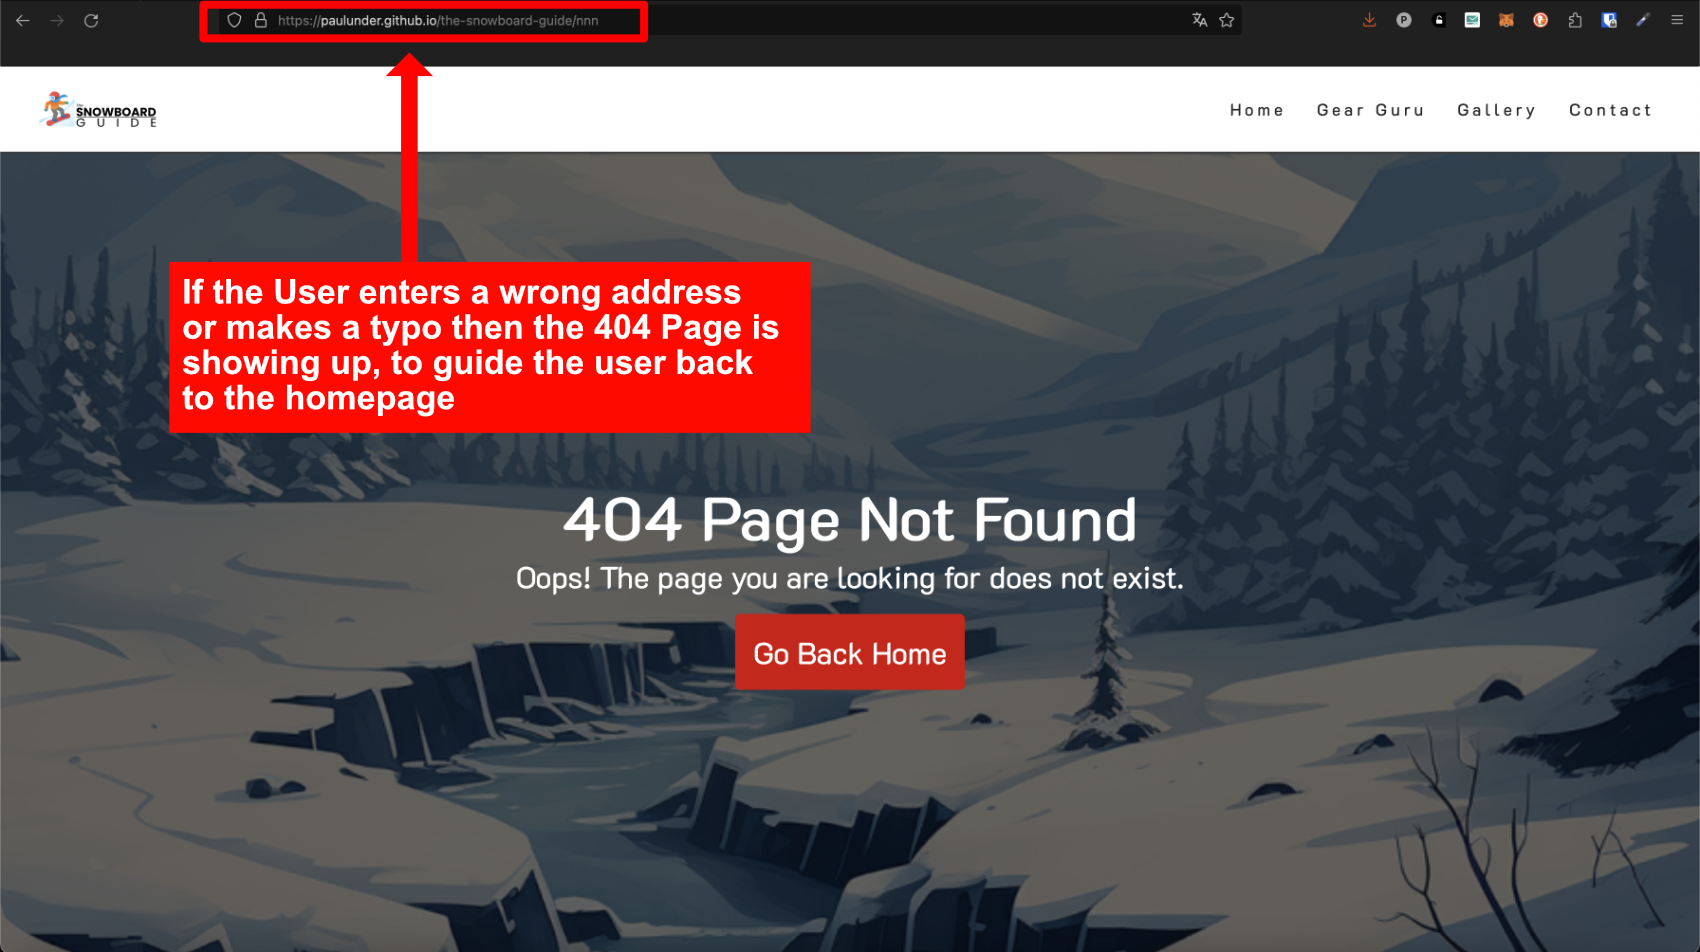 https://paulunder.github.io/the-snowboard-guide/nnn
SNOWBOARD
GUIDE
Home Gear Guru Gallery Contact
If the User enters a wrong address
or makes a typo then the 404 Page is
showing up, to guide the user back
to the homepage
404 Page Not Found
Oops! The page you are looking for does not exist.
Go Back Home